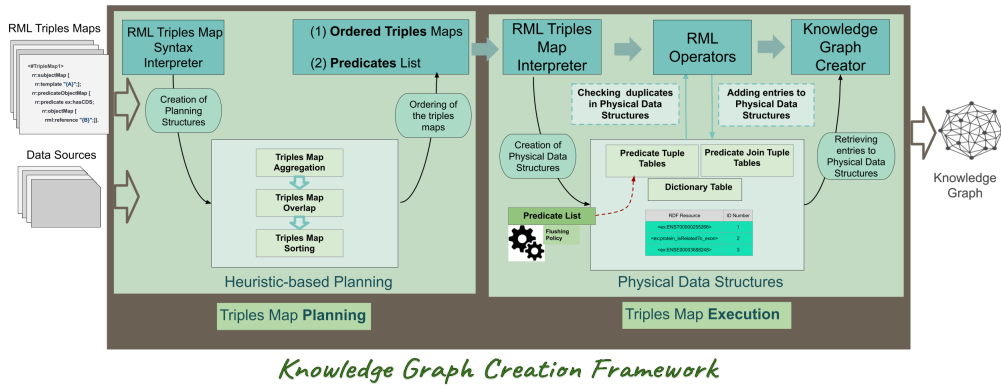 RML Triples Maps
<#TripleMap1>
rr:subjectMap [
rr:template "{A}";];
rr:predicateObjectMap [
rr:predicate ex:hasCDS;
rr:objectMap [
rml:reference "{B}";]].
Data Sources
RML Triples Map
Syntax
Interpreter
Creation of
Planning
Structures
(1) Ordered Triples Maps
(2) Predicates List
Ordering of
the triples
maps
Triples Map
Aggregation
Triples Map
Overlap
Triples Map
Sorting
Heuristic-based Planning
Triples Map Planning
RML Triples
Map
Interpreter
RML
Operators
Knowledge
Graph
Creator
Checking duplicates
in Physical Data
Structures
Adding entries to
Physical Data
Structures
Creation of
Physical Data
Structures
Retrieving
entries to
Physical Data
Structures
Predicate Tuple
Tables
Predicate Join Tuple
Tables
Dictionary Table
Predicate List
Flushing
Policy
RDF Resource ID Number
<ex:ENST00000255266> 1
<ex:protein_isRelatedTo_exon> 2
3
Physical Data Structures
Triples Map Execution
Knowledge
Graph
Knowledge Graph Creation Framework